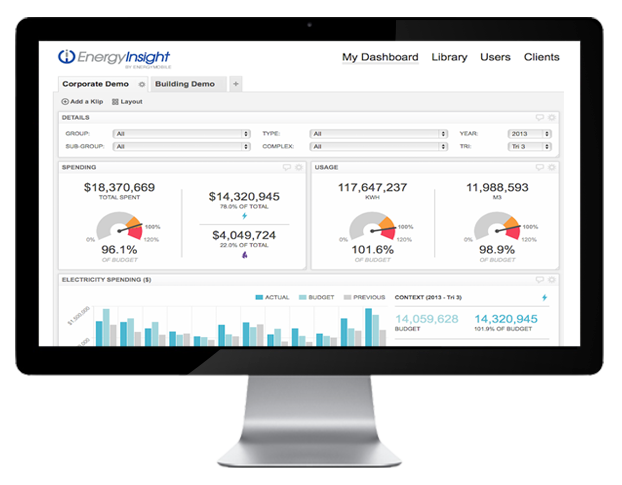 EnergyInsight
BY ENERGYMOBILE
My Dashboard Library Users Clients
Corporate Demo Building Demo +
Add a Klip Layout
DETAILS
GROUP: All TYPE: All YEAR: 2013
SUB-GROUP: All COMPLEX: All TRI: Tri 3
SPENDING USAGE
$18,370,669
TOTAL SPENT
0% 100% 120%
96.1%
OF BUDGET
$14,320,945
78.0% OF TOTAL
$4,049,724
22.0% OF TOTAL
117,647,237
KWH
0% 100% 120%
101.6%
OF BUDGET
11,988,593
M3
0% 100% 120%
98.9%
OF BUDGET
ELECTRICITY SPENDING ($)
ACTUAL BUDGET PREVIOUS
$1,500,000
CONTEXT (2013 - Tri 3)
14,059,628 14,320,945
BUDGET 101.9% OF BUDGET